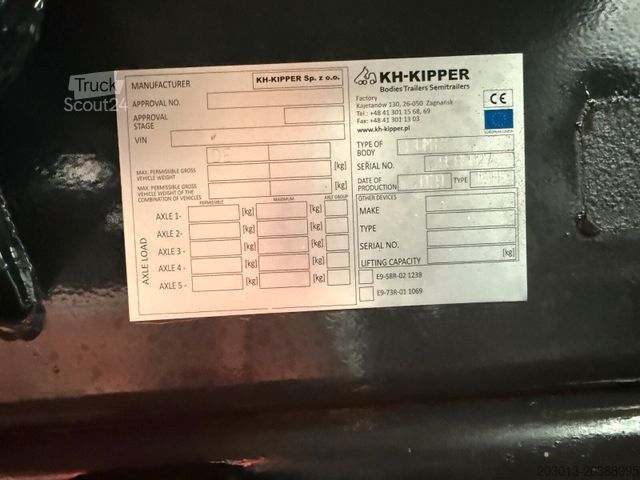 Truck
Scout24
MANUFACTURER
KH-KIPPER Sp. z o.o.
APPROVAL NO.
APPROVAL
STAGE
VIN
MAX. PERMISSIBLE GROSS
VEHICLE WEIGHT
[kg]
MAX. PERMISSIBLE GROSS
VEHICLE WEIGHT OF THE
COMBINATION OF VEHICLES
[kg]
PERMISSIBLE
MAXIMUM
AXLE GROUP
AXLE LOAD
AXLE 1-
[kg]
[kg]
AXLE 2-
[kg]
[kg]
AXLE 3 -
[kg]
[kg]
AXLE 4 -
[kg]
[kg]
AXLE 5 -
[kg]
[kg]
KH-KIPPER
Bodies Trailers Semitrailers
Factory
Kajetanów 130, 26-050 Zagnańsk
Tel.: +48 41 301 15 68, 69
Fax: +48 41 301 13 03
www.kh-kipper.pl
CE
EUROPEAN UNION
TYPE OF
BODY
SERIAL NO.
DATE OF
PRODUCTION
TYPE
OTHER DEVICES
MAKE
TYPE
SERIAL NO.
LIFTING CAPACITY
[kg]
E9-58R-02 1238
E9-73R-01 1069
203013-20388995